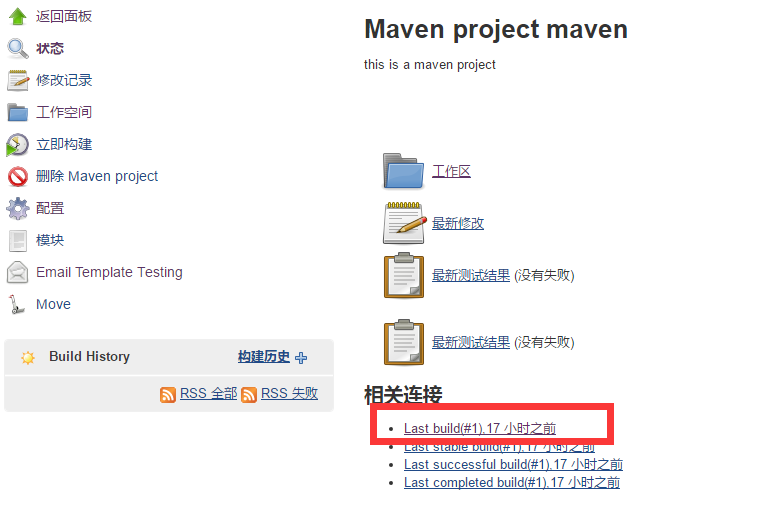 返回面板
状态
修改记录
工作空间
立即构建
删除 Maven project
配置
模块
Email Template Testing
Move
Build History 构建历史
RSS 全部 RSS 失败
Maven project maven
this is a maven project
工作区
最新修改
最新测试结果 (没有失败)
最新测试结果 (没有失败)
相关连接
Last build(#1),17 小时之前
Last stable build(#1),17 小时之前
Last successful build(#1),17 小时之前
Last completed build(#1),17 小时之前